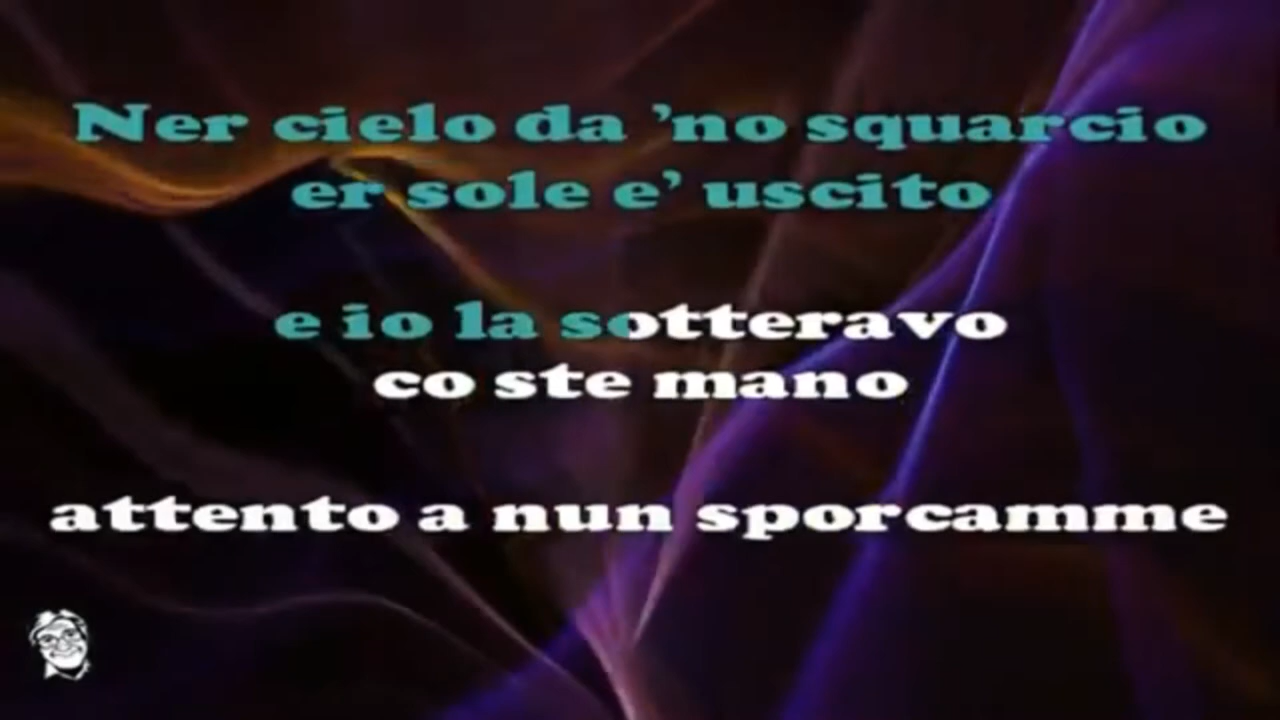 Ner cielo da 'no squarcio
er sole e' uscito
e io la sotteravo
co ste mano
attento a nun sporcamme